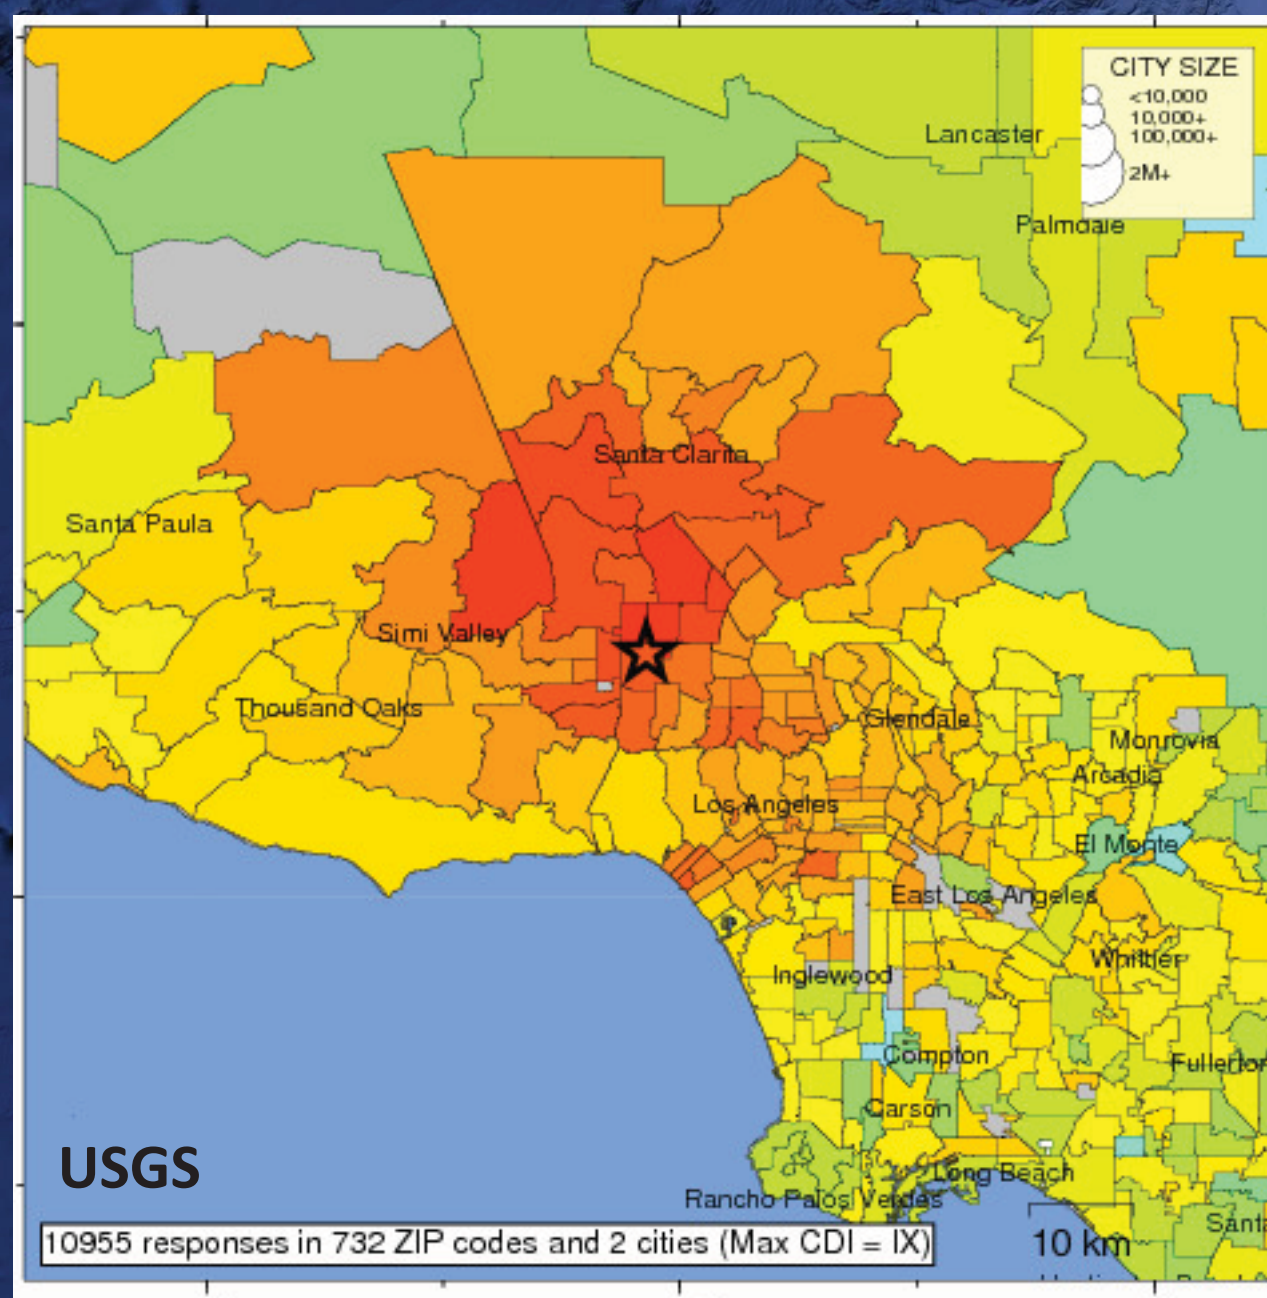 CITY SIZE
<10,000
10,000+
100,000+
2M+
Lancaster
Palmdale
Santa Clarita
Santa Paula
Simi Valley
Thousand Oaks
Glendale
Monrovia
Arcadia
Los Angeles
El Monte
East Los Angeles
Whittier
Inglewood
Compton
Fullerton
Carson
Long Beach
Rancho Palos Verdes
Santa
USGS
10955 responses in 732 ZIP codes and 2 cities (Max CDI = IX)
10 km